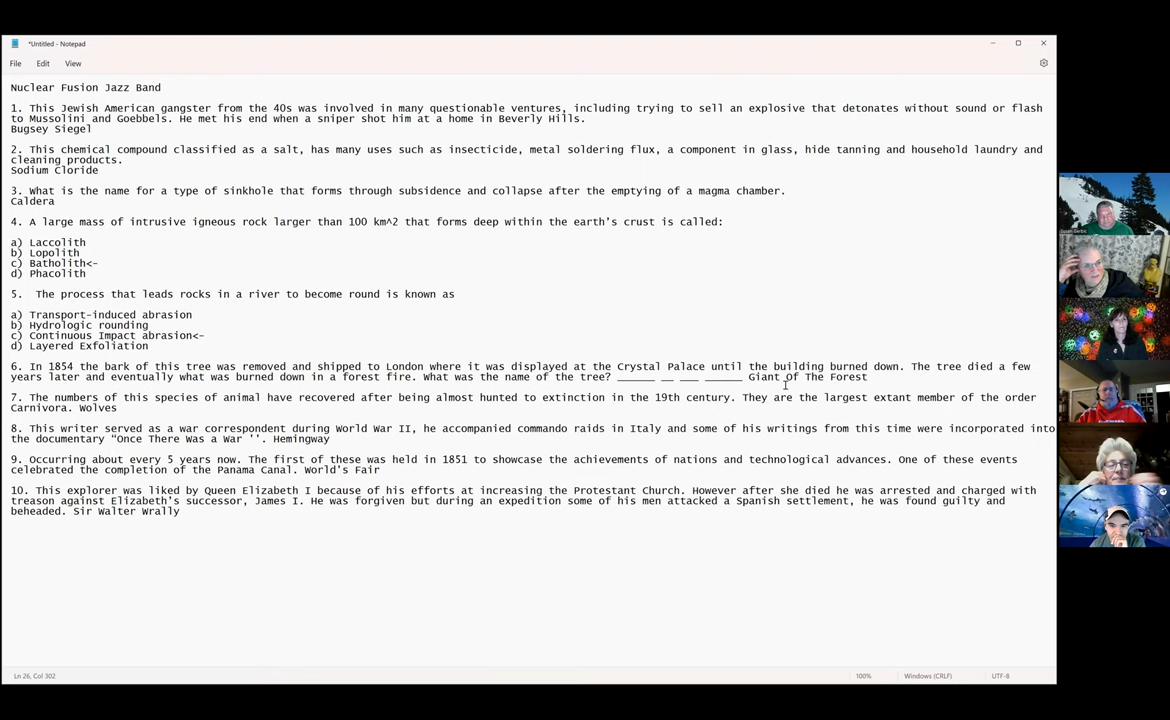 *Untitled - Notepad
File Edit View
Nuclear Fusion Jazz Band
1. This Jewish American gangster from the 40s was involved in many questionable ventures, including trying to sell an explosive that detonates without sound or flash
to Mussolini and Goebbels. He met his end when a sniper shot him at a home in Beverly Hills.
Bugsey Siegel
2. This chemical compound classified as a salt, has many uses such as insecticide, metal soldering flux, a component in glass, hide tanning and household laundry and
cleaning products.
Sodium Cloride
3. What is the name for a type of sinkhole that forms through subsidence and collapse after the emptying of a magma chamber.
Caldera
4. A large mass of intrusive igneous rock larger than 100 km^2 that forms deep within the earth’s crust is called:
a) Laccolith
b) Lopolith
c) Batholith<-
d) Phacolith
5.  The process that leads rocks in a river to become round is known as
a) Transport-induced abrasion
b) Hydrologic rounding
c) Continuous Impact abrasion<-
d) Layered Exfoliation
6. In 1854 the bark of this tree was removed and shipped to London where it was displayed at the Crystal Palace until the building burned down. The tree died a few
years later and eventually what was burned down in a forest fire. What was the name of the tree? ______ __ ___ ______ Giant Of The Forest
7. The numbers of this species of animal have recovered after being almost hunted to extinction in the 19th century. They are the largest extant member of the order
Carnivora. Wolves
8. This writer served as a war correspondent during World War II, he accompanied commando raids in Italy and some of his writings from this time were incorporated into
the documentary “Once There Was a War ''. Hemingway
9. Occurring about every 5 years now. The first of these was held in 1851 to showcase the achievements of nations and technological advances. One of these events
celebrated the completion of the Panama Canal. World's Fair
10. This explorer was liked by Queen Elizabeth I because of his efforts at increasing the Protestant Church. However after she died he was arrested and charged with
treason against Elizabeth’s successor, James I. He was forgiven but during an expedition some of his men attacked a Spanish settlement, he was found guilty and
beheaded. Sir Walter Wrally
Ln 26, Col 302 100% Windows (CRLF) UTF-8
Susan Gerbic